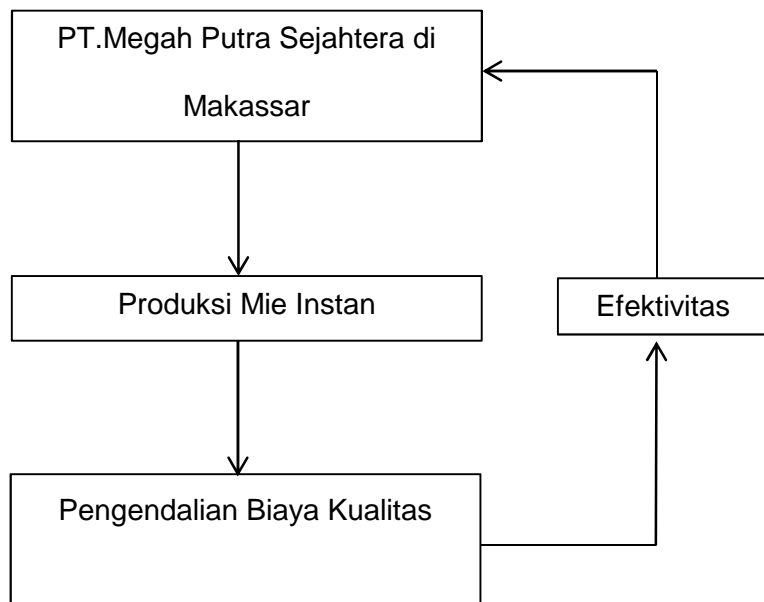 PT.Megah Putra Sejahtera di
Makassar
Produksi Mie Instan
Efektivitas
Pengendalian Biaya Kualitas